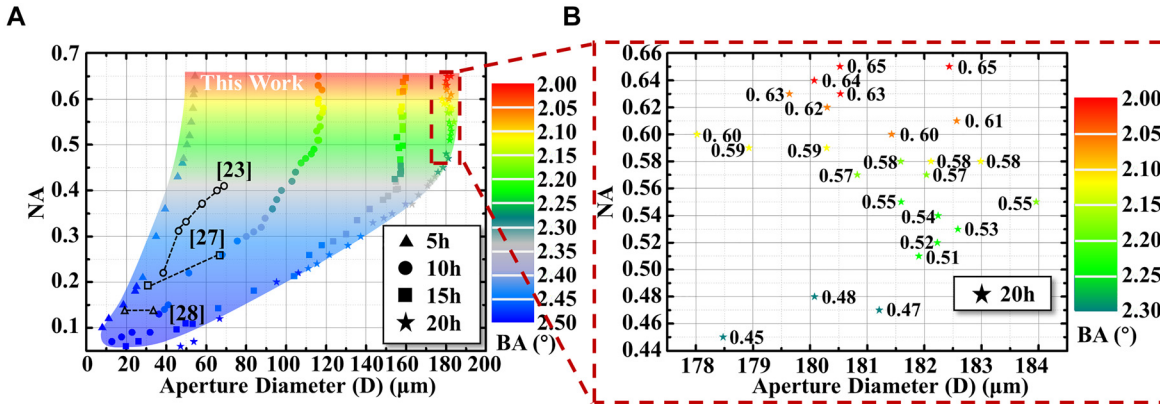 A
B
This Work
[23]
[27]
[28]
5h
10h
15h
20h
NA
0.7
0.6
0.5
0.4
0.3
0.2
0.1
0 20 40 60 80 100 120 140 160 180 200
Aperture Diameter (D) (μm)
2.00
2.05
2.10
2.15
2.20
2.25
2.30
2.35
2.40
2.45
2.50
BA (°)
NA
0.66
0.64
0.62
0.60
0.58
0.56
0.54
0.52
0.50
0.48
0.46
0.44
0. 65 0. 65
0. 64
0. 63 0. 63
0. 62
0. 61
0. 60 0. 60
0.59 0.59
0.58 0.58 0.58
0.57 0.57
0.55 0.55
0.54
0.53
0.52
0.51
0.48
0.47
0.45
20h
178 179 180 181 182 183 184
Aperture Diameter (D) (μm)
2.00
2.05
2.10
2.15
2.20
2.25
2.30
BA (°)